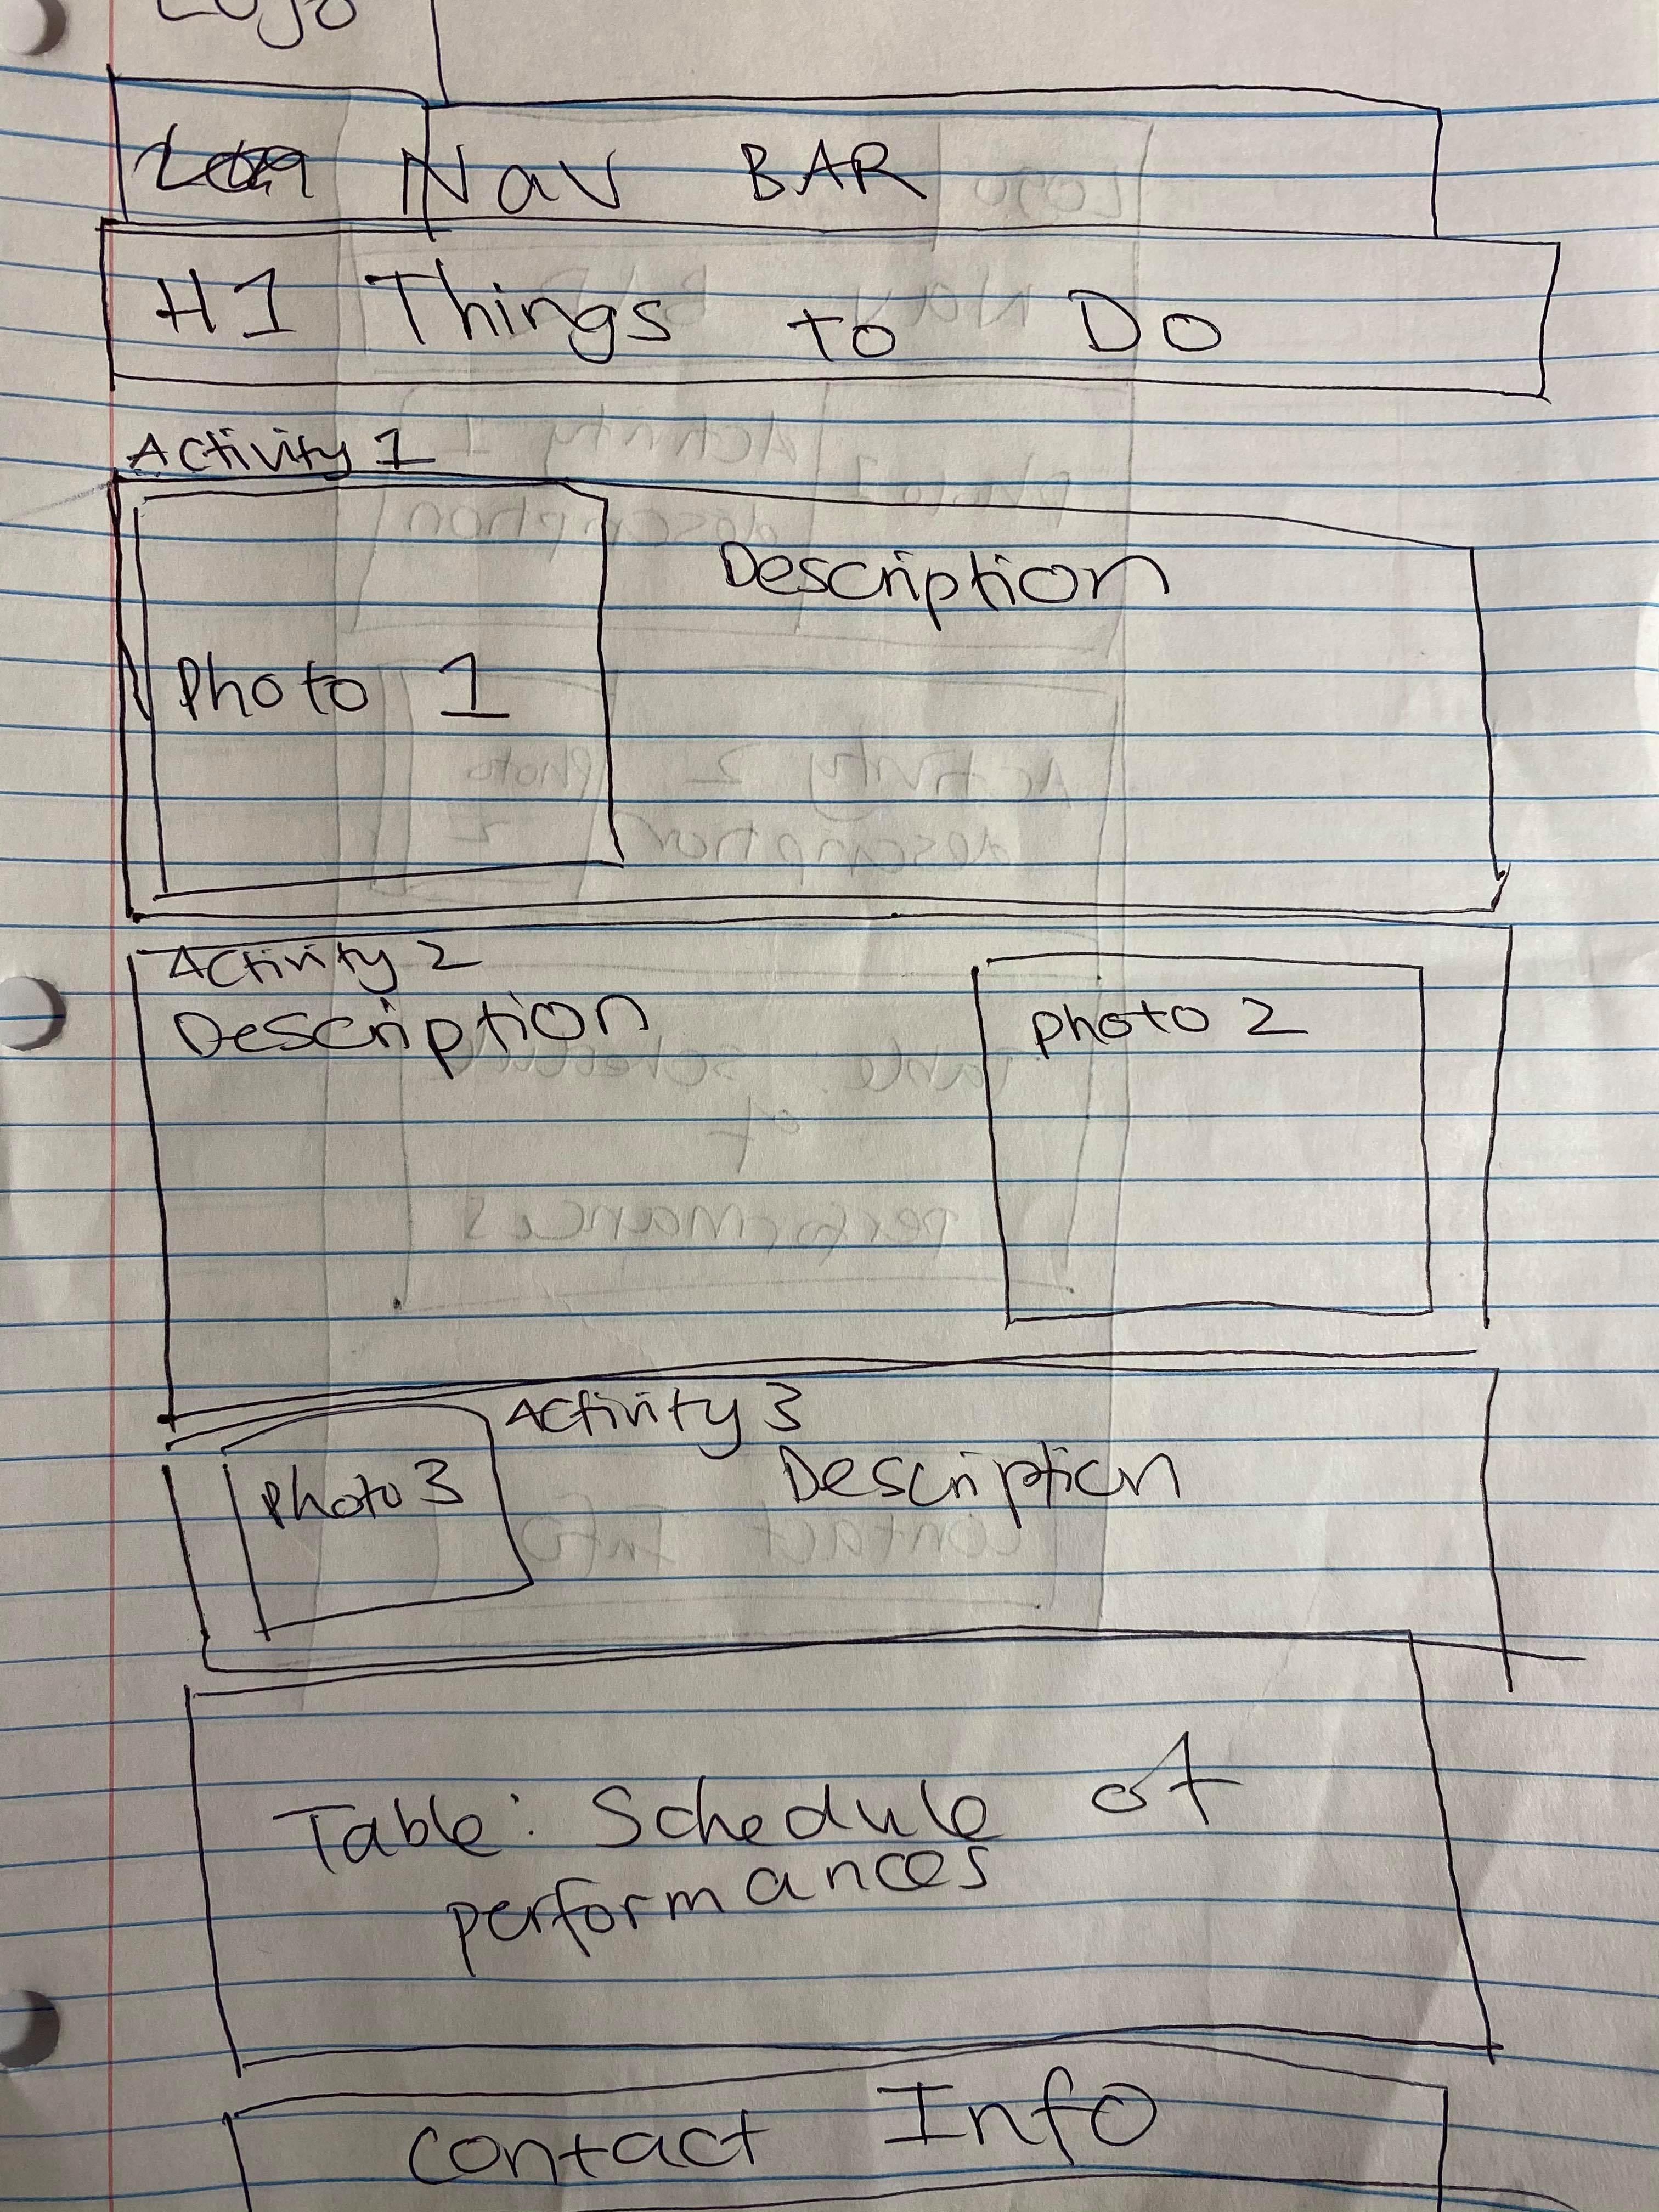 Logo
Nav BAR
H1 Things to Do
Activity 1
Description
Photo 1
Activity 2
Description
photo 2
Activity 3
Description
Photo 3
Table: Schedule of
performances
Contact Info